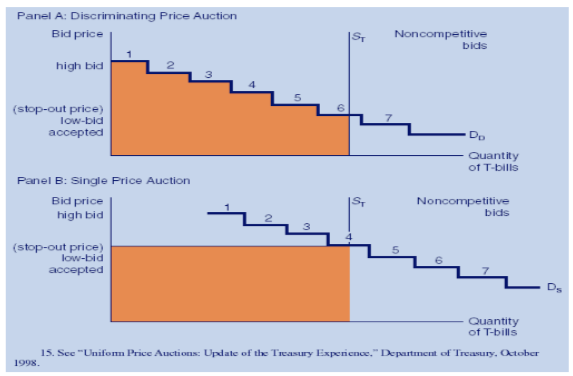 Panel A: Discriminating Price Auction
Bid price
high bid
(stop-out price)
low-bid
accepted
1
2
3
4
5
6
7
S_T
Noncompetitive
bids
D_D
Quantity
of T-bills
Panel B: Single Price Auction
Bid price
high bid
(stop-out price)
low-bid
accepted
1
2
3
4
5
6
7
S_T
Noncompetitive
bids
D_S
Quantity
of T-bills
15. See “Uniform Price Auctions: Update of the Treasury Experience,” Department of Treasury, October
1998.